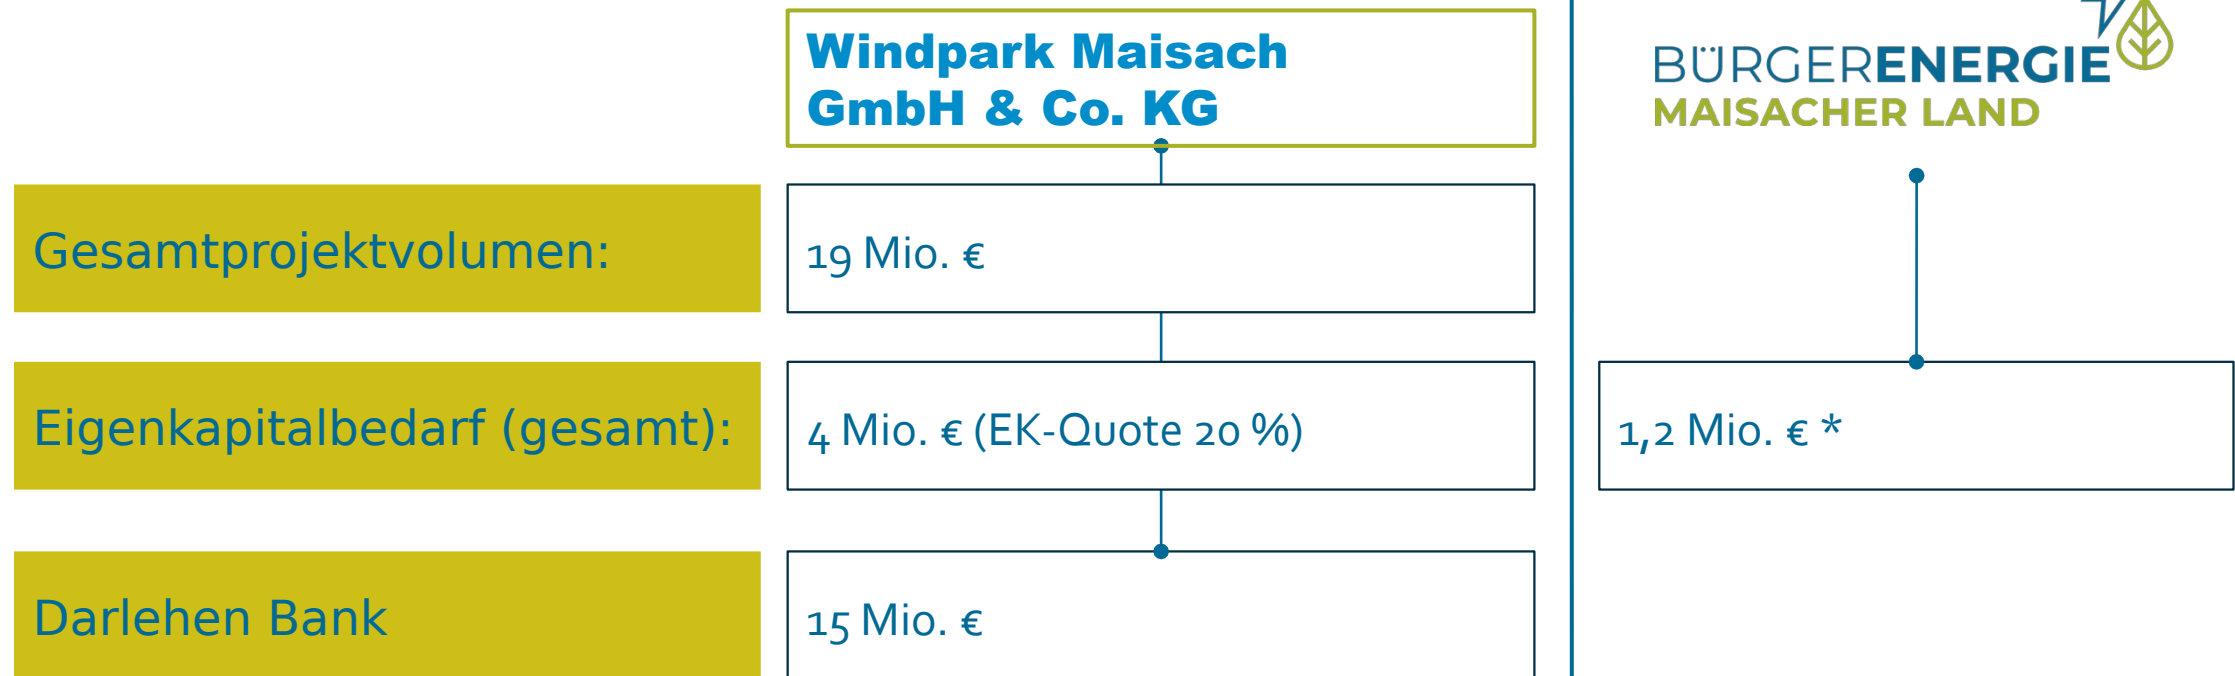 Windpark Maisach
GmbH & Co. KG
BÜRGERENERGIE
MAISACHER LAND
Gesamtprojektvolumen:
19 Mio. €
Eigenkapitalbedarf (gesamt):
4 Mio. € (EK-Quote 20 %)
1,2 Mio. € *
Darlehen Bank
15 Mio. €